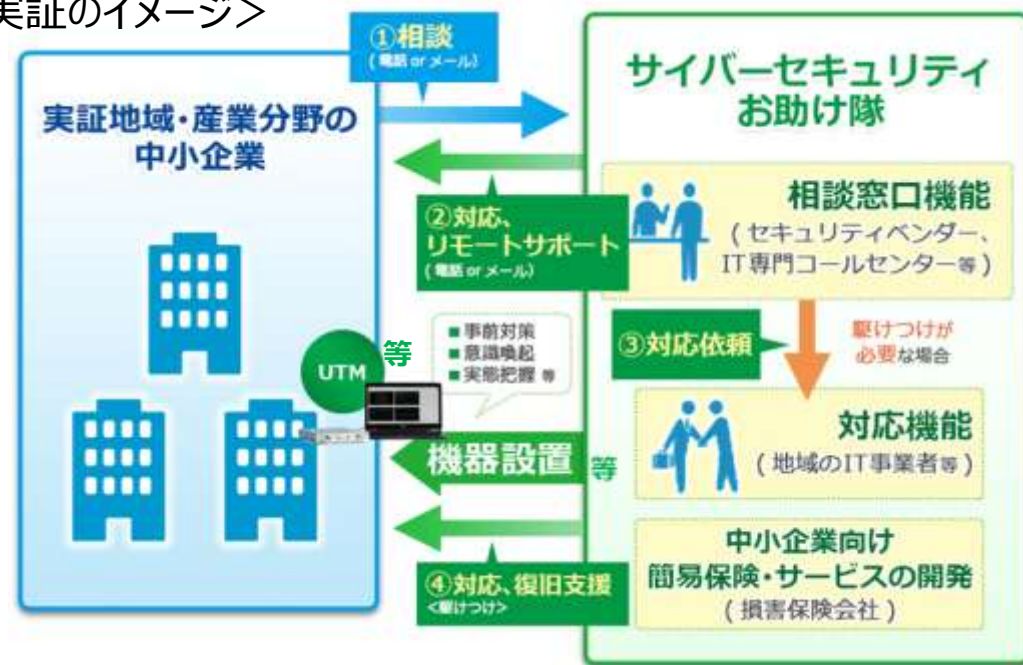 実証のイメージ＞
①相談
(電話 or メール)
実証地域・産業分野の
中小企業
サイバーセキュリティ
お助け隊
相談窓口機能
(セキュリティベンダー、
IT専門コールセンター等)
②対応、
リモートサポート
(電話 or メール)
③対応依頼
駆けつけが
必要な場合
■事前対策
■意識喚起
■実態把握 等
UTM
等
対応機能
(地域のIT事業者等)
機器設置 等
中小企業向け
簡易保険・サービスの開発
(損害保険会社)
④対応、復旧支援
<駆けつけ>